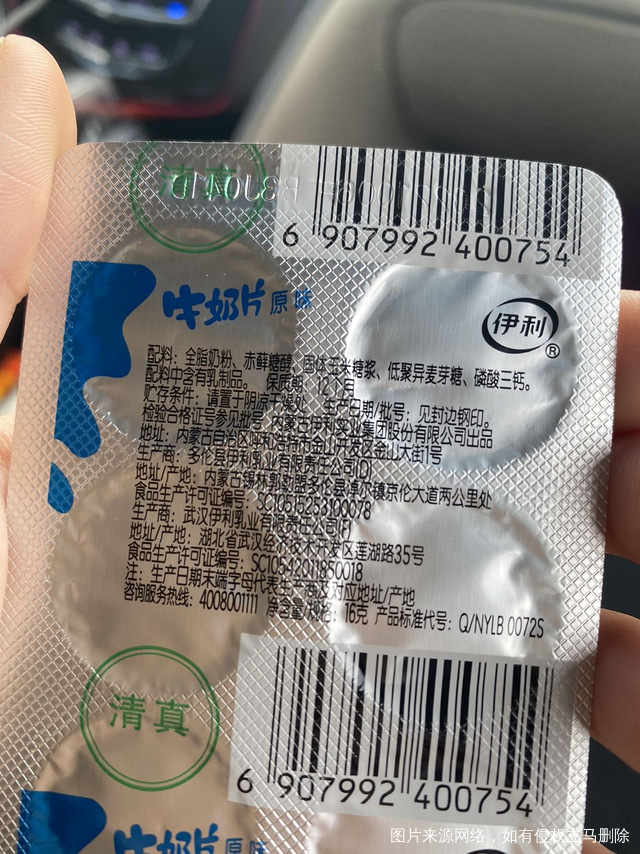 清真
6 907992 400754
牛奶片 原味
伊利
配料：全脂奶粉、赤藓糖醇、固体玉米糖浆、低聚异麦芽糖、磷酸三钙。
配料中含有乳制品。 保质期：12个月
贮存条件：请置于阴凉干燥处 生产日期/批号：见封边钢印。
检验合格证号参见批号 内蒙古伊利实业集团股份有限公司出品
地址：内蒙古自治区呼和浩特市金山开发区金山大街1号
生产商：多伦县伊利乳业有限责任公司(D)
地址/产地：内蒙古锡林郭勒盟多伦县淖尔镇京伦大道两公里处
食品生产许可证编号：SC10515253100078
生产商：武汉伊利乳业有限责任公司(F)
地址/产地：湖北省武汉 技术开发区莲湖路35号
食品生产许可证编号：SC10542011850018
注：生产日期末端字母代表生产商及对应地址/产地
咨询服务热线：4008001111 净含量/规格：16克 产品标准代号：Q/NYLB 0072S
清真
6 907992 400754
牛奶片 原味
图片来源网络，如有侵权立马删除